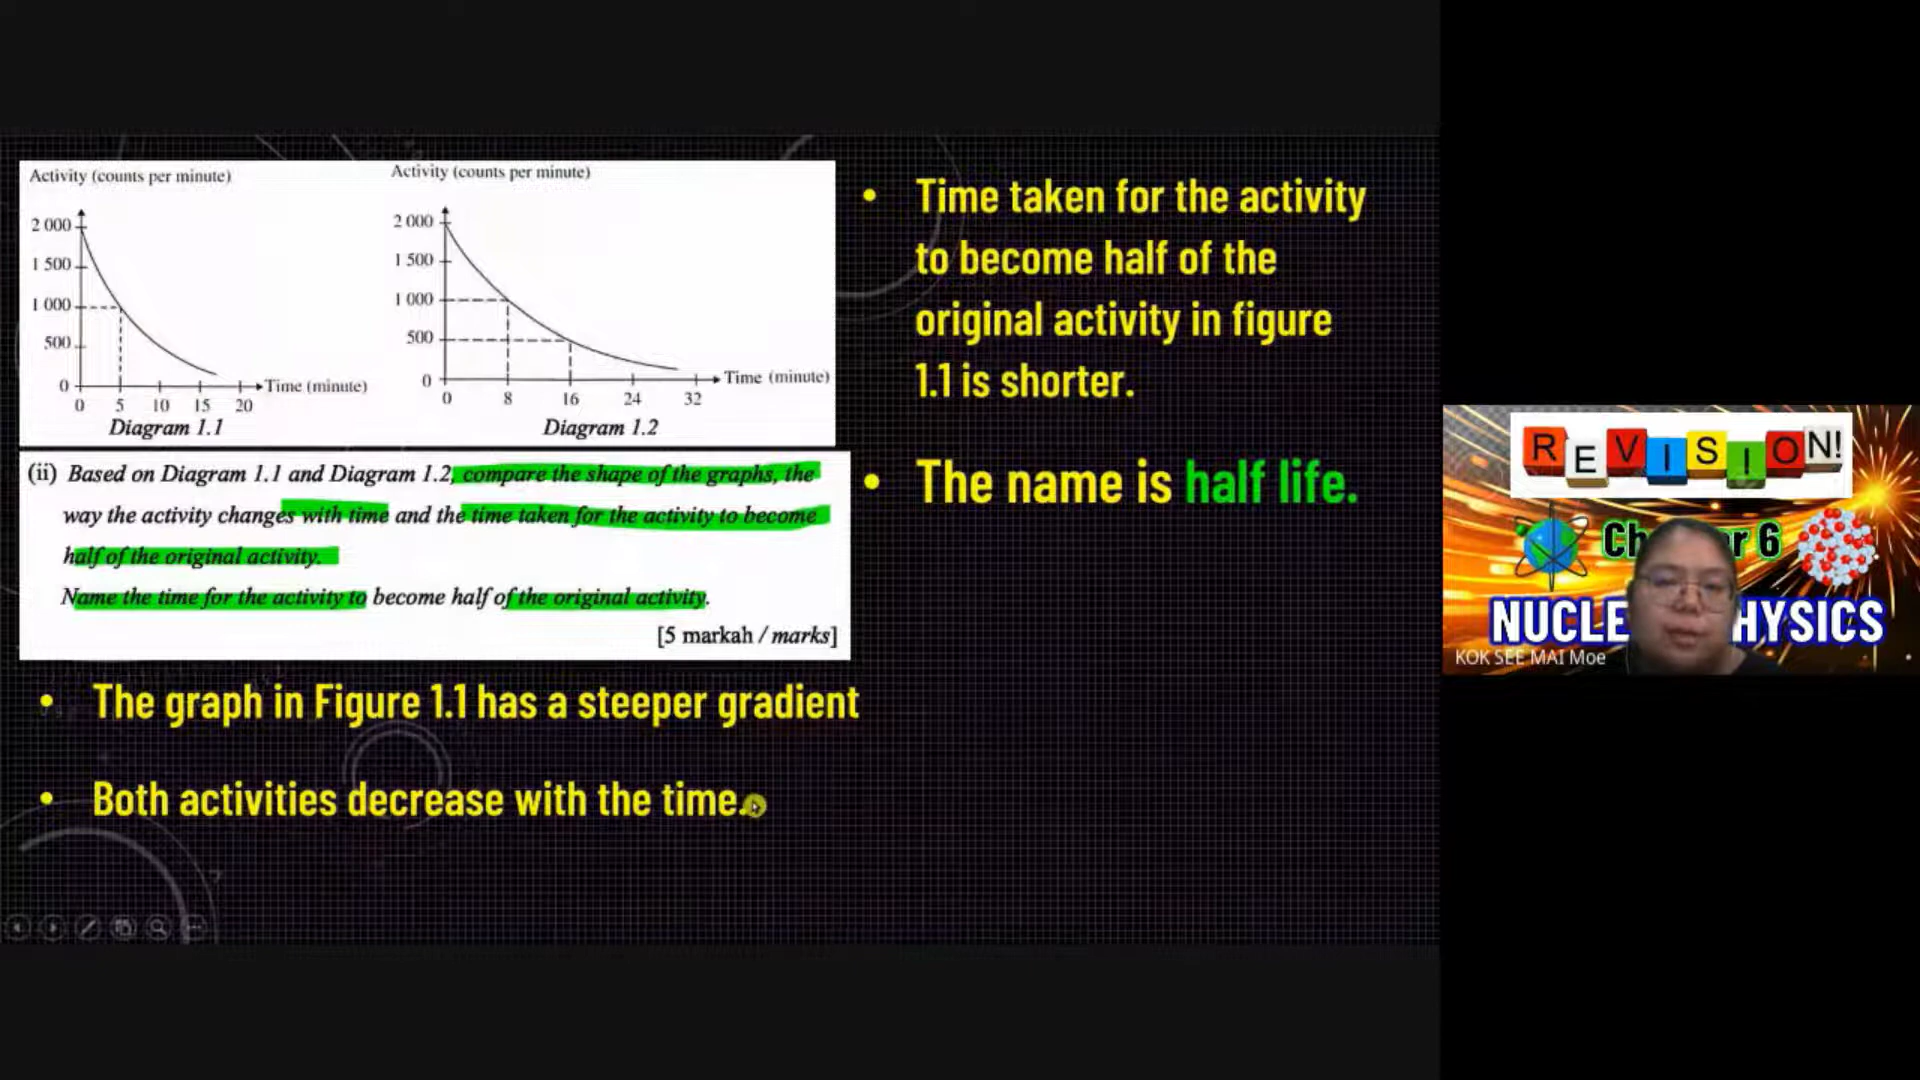 Activity (counts per minute)
2 000
1 500
1 000
500
0
0 5 10 15 20
Time (minute)
Diagram 1.1
Activity (counts per minute)
2 000
1 500
1 000
500
0
0 8 16 24 32
Time (minute)
Diagram 1.2
(ii) Based on Diagram 1.1 and Diagram 1.2, compare the shape of the graphs, the
way the activity changes with time and the time taken for the activity to become
half of the original activity.
Name the time for the activity to become half of the original activity.
[5 markah / marks]
• The graph in Figure 1.1 has a steeper gradient
• Both activities decrease with the time.
• Time taken for the activity
to become half of the
original activity in figure
1.1 is shorter.
• The name is half life.
REVISION!
Ch r 6
NUCLE HYSICS
KOK SEE MAI Moe